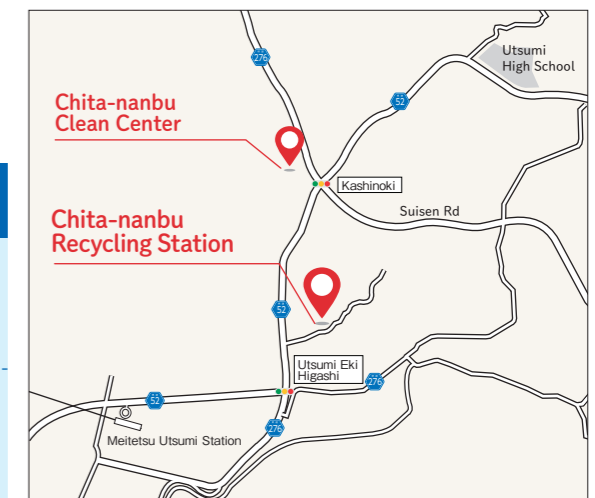 276
Utsumi
High School
52
Chita-nanbu
Clean Center
Kashinoki
Suisen Rd
Chita-nanbu
Recycling Station
52
Utsumi Eki
Higashi
276
52
Meitetsu Utsumi Station
276